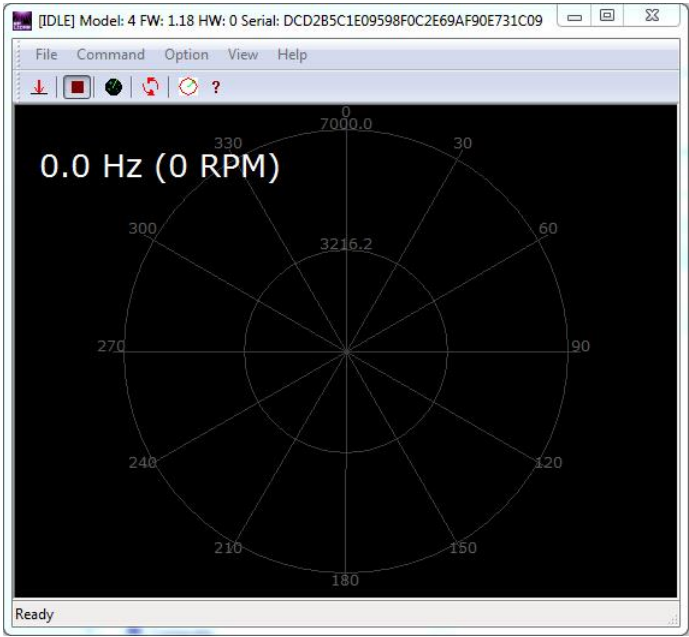 [IDLE] Model: 4 FW: 1.18 HW: 0 Serial: DCD2B5C1E09598F0C2E69AF90E731C09
File Command Option View Help
?
0
7000.0
330 30
0.0 Hz (0 RPM)
300 60
3216.2
270 90
240 120
210 150
180
Ready